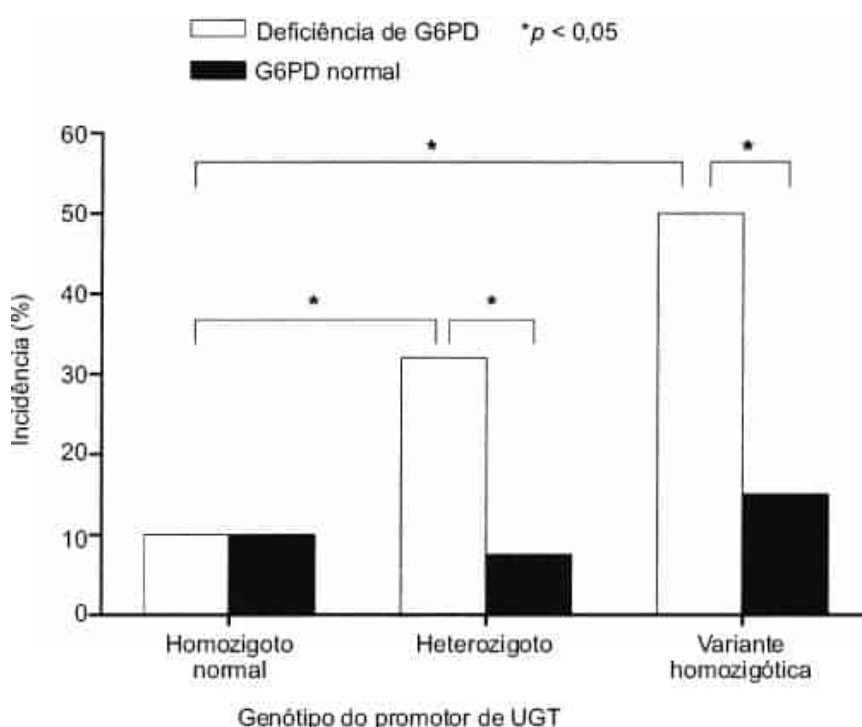 Deficiência de G6PD *p < 0,05
G6PD normal
60
50
40
30
20
10
0
Incidência (%)
* *
* *
Homozigoto normal
Heterozigoto
Variante homozigótica
Genótipo do promotor de UGT